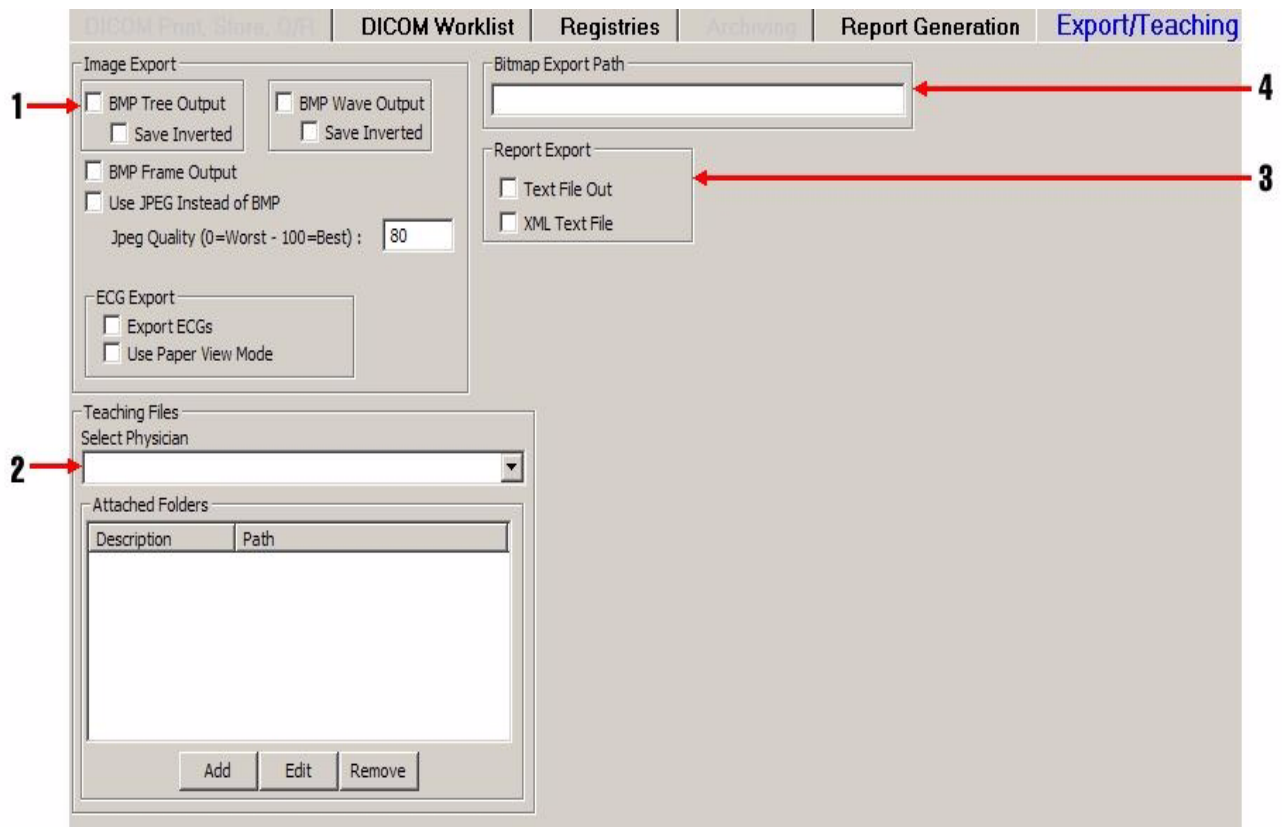 DICOM Print, Store, Q/R DICOM Worklist Registries Archiving Report Generation Export/Teaching
Image Export
1
BMP Tree Output
Save Inverted
BMP Wave Output
Save Inverted
BMP Frame Output
Use JPEG Instead of BMP
Jpeg Quality (0=Worst - 100=Best) : 80
ECG Export
Export ECGs
Use Paper View Mode
Bitmap Export Path
4
Report Export
3
Text File Out
XML Text File
Teaching Files
Select Physician
2
Attached Folders
Description Path
Add Edit Remove